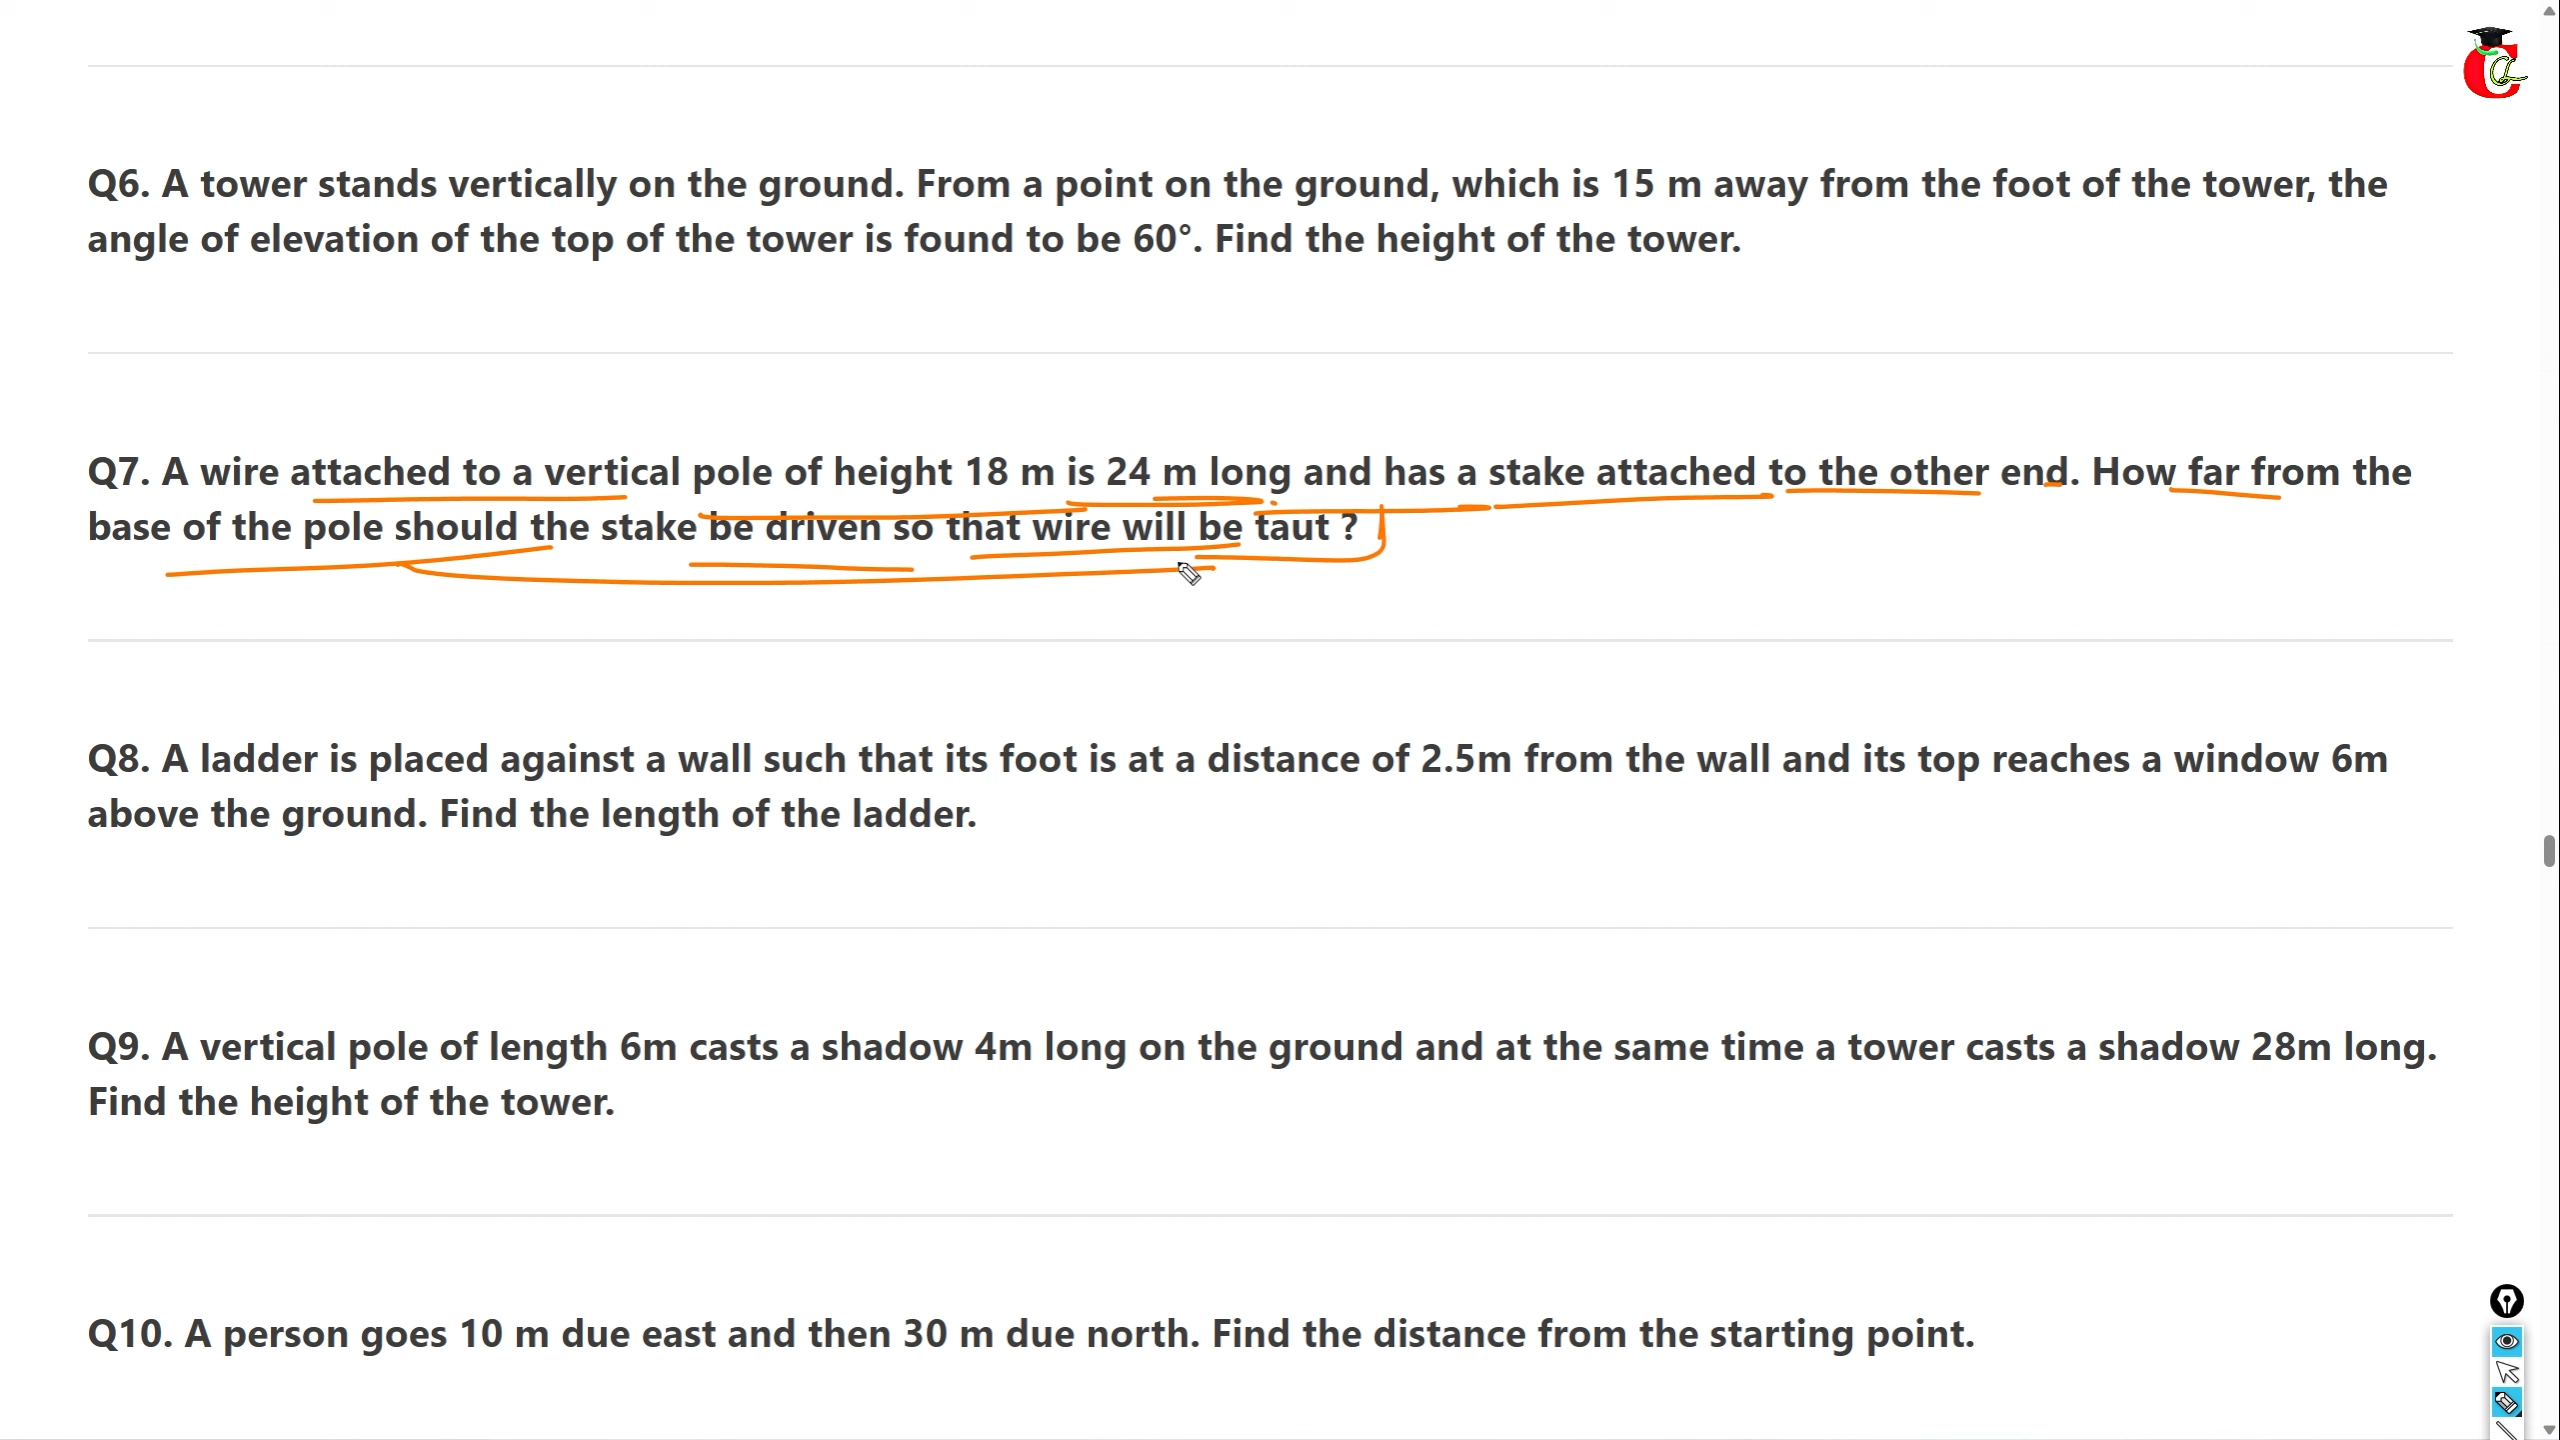 Q6. A tower stands vertically on the ground. From a point on the ground, which is 15 m away from the foot of the tower, the
angle of elevation of the top of the tower is found to be 60°. Find the height of the tower.
Q7. A wire attached to a vertical pole of height 18 m is 24 m long and has a stake attached to the other end. How far from the
base of the pole should the stake be driven so that wire will be taut ?
Q8. A ladder is placed against a wall such that its foot is at a distance of 2.5m from the wall and its top reaches a window 6m
above the ground. Find the length of the ladder.
Q9. A vertical pole of length 6m casts a shadow 4m long on the ground and at the same time a tower casts a shadow 28m long.
Find the height of the tower.
Q10. A person goes 10 m due east and then 30 m due north. Find the distance from the starting point.